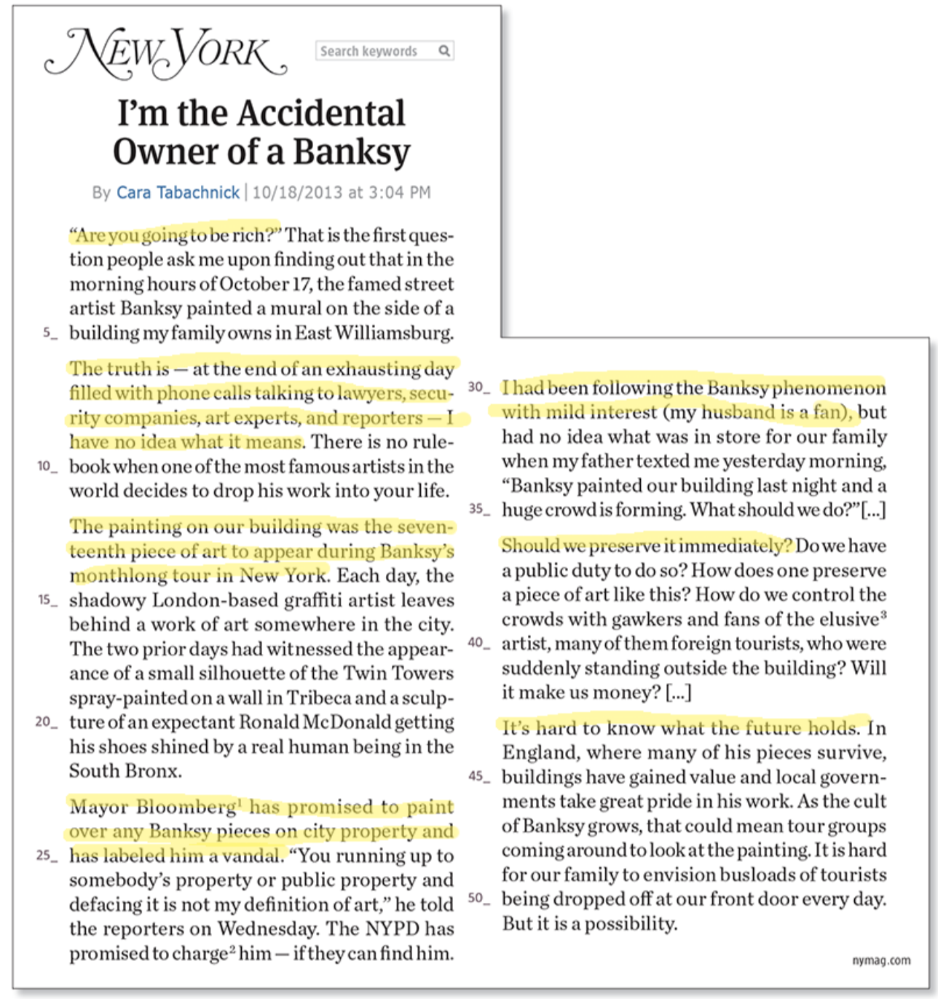 NEW YORK
Search keywords
I'm the Accidental
Owner of a Banksy
By Cara Tabachnick | 10/18/2013 at 3:04 PM
“Are you going to be rich?” That is the first ques-
tion people ask me upon finding out that in the
morning hours of October 17, the famed street
artist Banksy painted a mural on the side of a
5_ building my family owns in East Williamsburg.
The truth is — at the end of an exhausting day
filled with phone calls talking to lawyers, secu-
rity companies, art experts, and reporters — I
have no idea what it means. There is no rule-
10_ book when one of the most famous artists in the
world decides to drop his work into your life.
The painting on our building was the seven-
teenth piece of art to appear during Banksy's
monthlong tour in New York. Each day, the
15_ shadowy London-based graffiti artist leaves
behind a work of art somewhere in the city.
The two prior days had witnessed the appear-
ance of a small silhouette of the Twin Towers
spray-painted on a wall in Tribeca and a sculp-
20_ ture of an expectant Ronald McDonald getting
his shoes shined by a real human being in the
South Bronx.
Mayor Bloomberg¹ has promised to paint
over any Banksy pieces on city property and
25_ has labeled him a vandal. “You running up to
somebody's property or public property and
defacing it is not my definition of art,” he told
the reporters on Wednesday. The NYPD has
promised to charge² him — if they can find him.
30_ I had been following the Banksy phenomenon
with mild interest (my husband is a fan), but
had no idea what was in store for our family
when my father texted me yesterday morning,
“Banksy painted our building last night and a
35_ huge crowd is forming. What should we do?”[...]
Should we preserve it immediately? Do we have
a public duty to do so? How does one preserve
a piece of art like this? How do we control the
crowds with gawkers and fans of the elusive³
40_ artist, many of them foreign tourists, who were
suddenly standing outside the building? Will
it make us money? [...]
It's hard to know what the future holds. In
England, where many of his pieces survive,
45_ buildings have gained value and local govern-
ments take great pride in his work. As the cult
of Banksy grows, that could mean tour groups
coming around to look at the painting. It is hard
for our family to envision busloads of tourists
50_ being dropped off at our front door every day.
But it is a possibility.
nymag.com